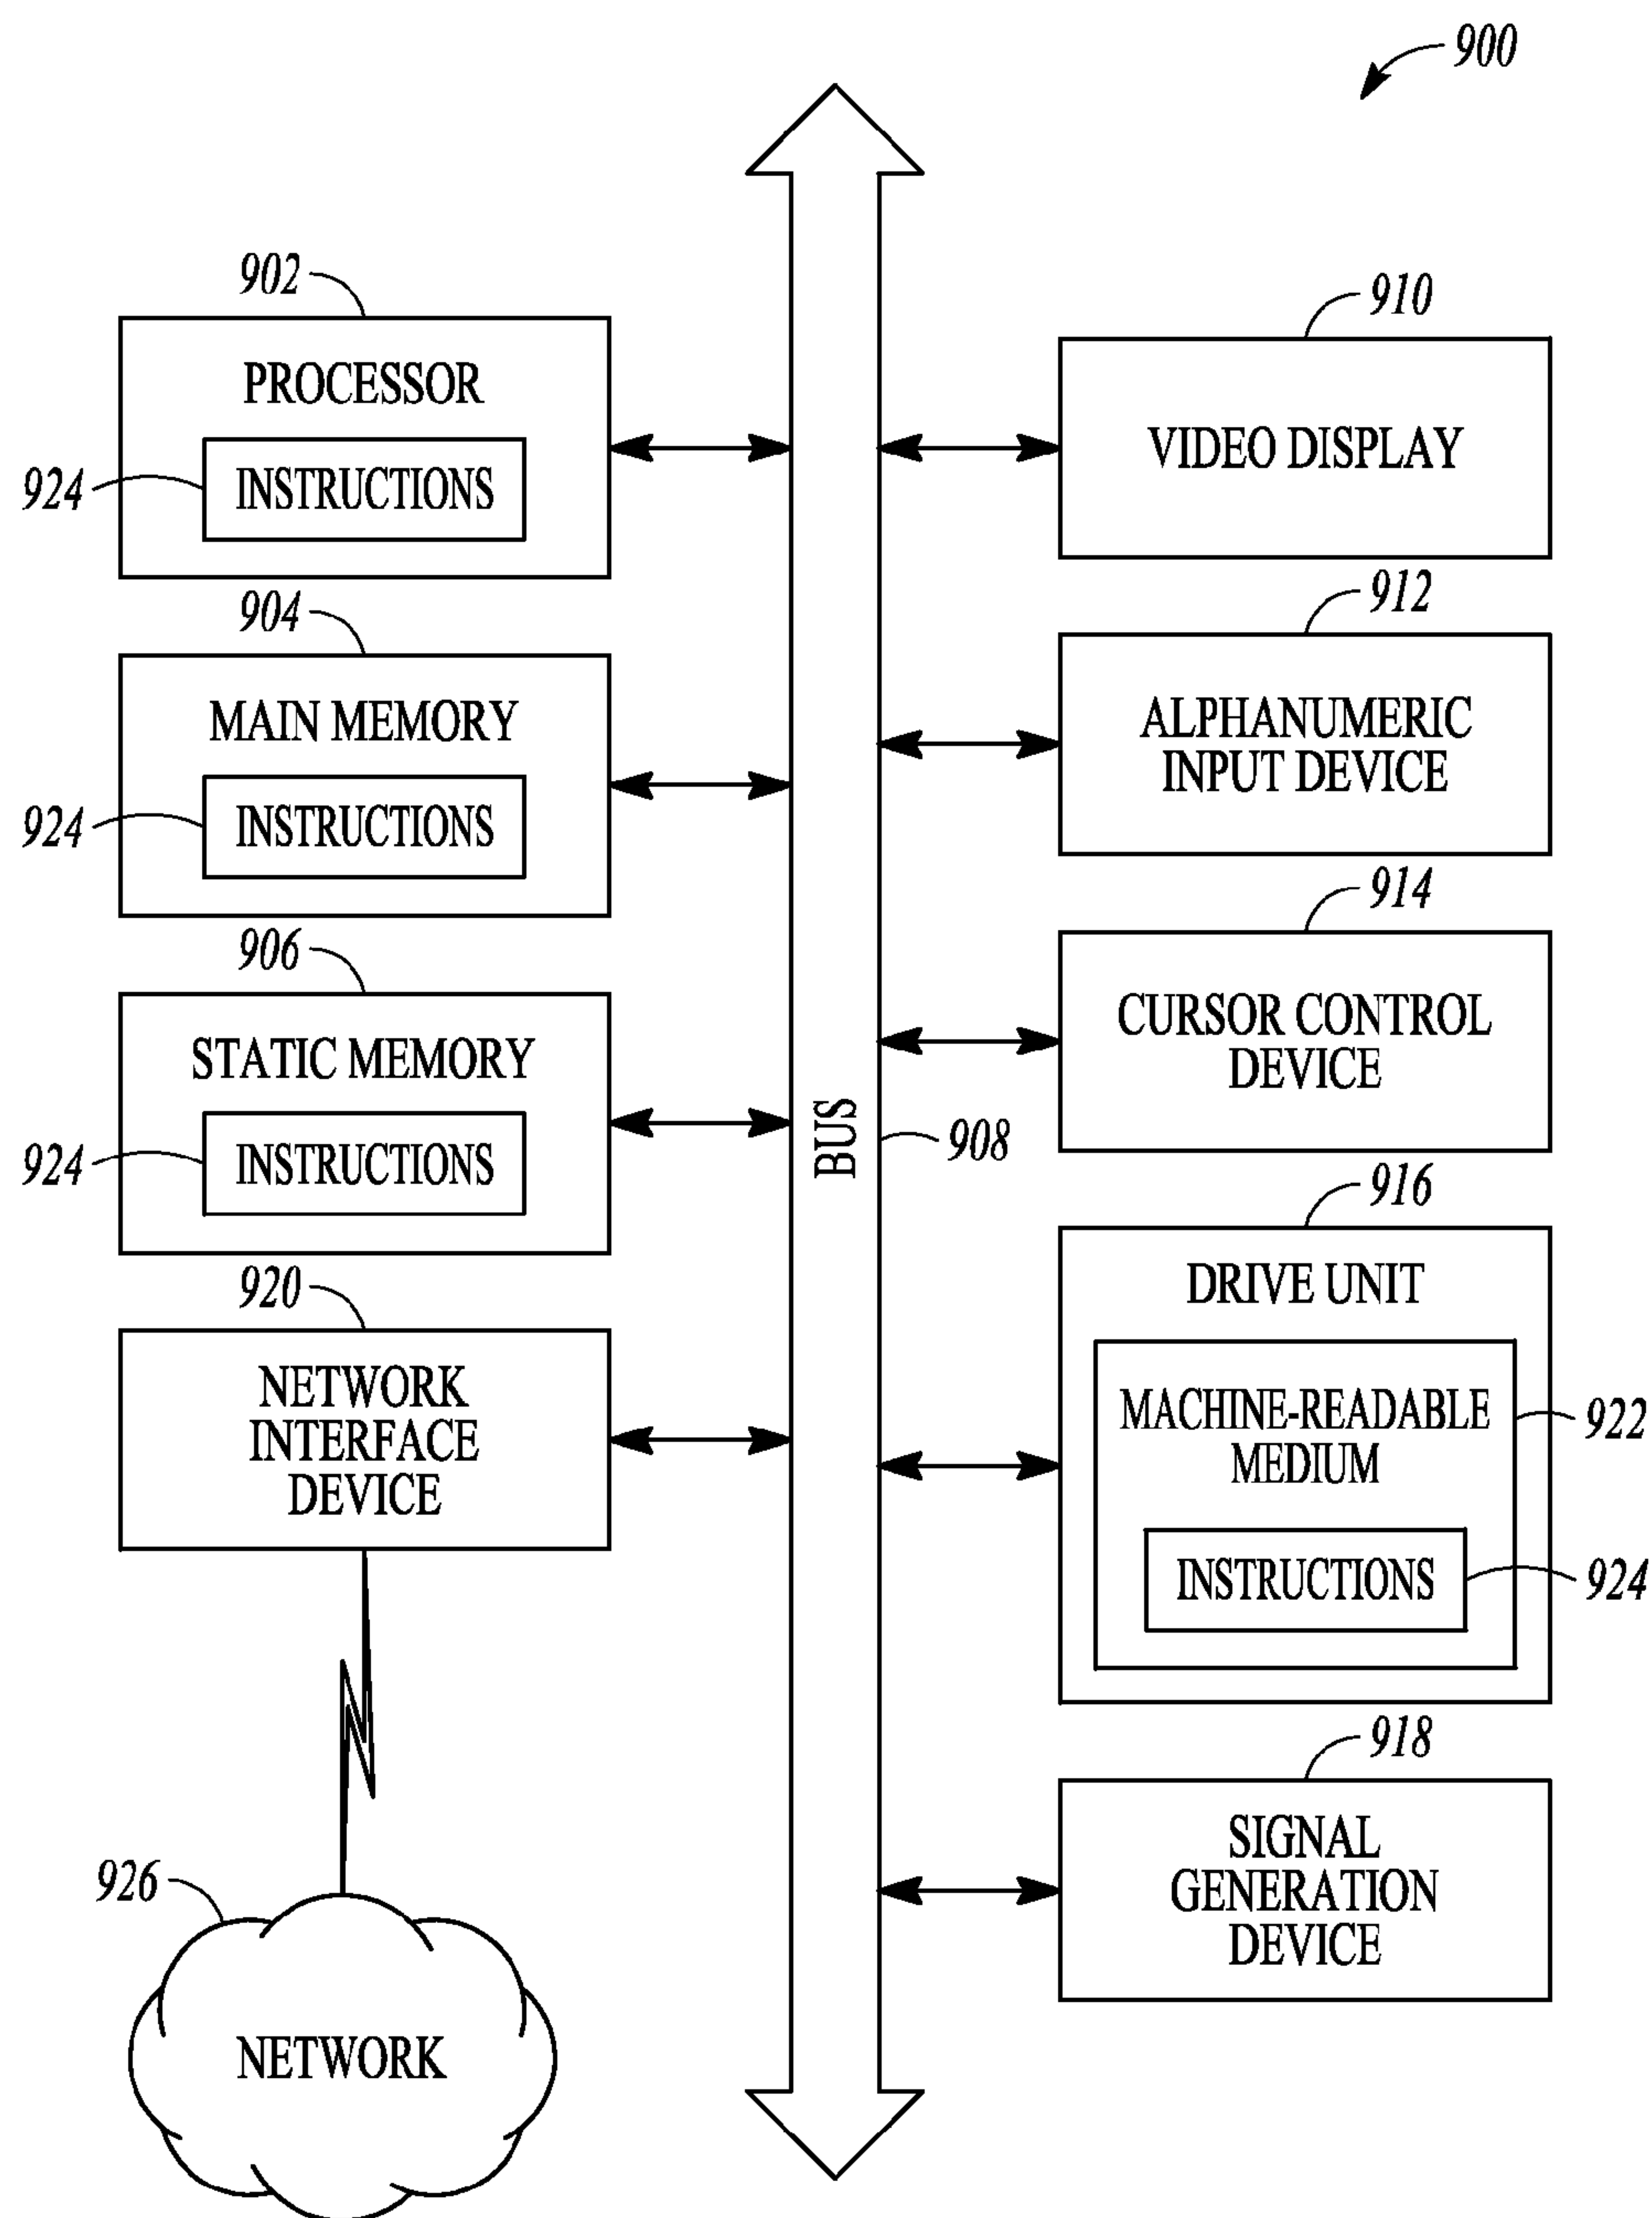 900
902
PROCESSOR
924
INSTRUCTIONS
904
MAIN MEMORY
924
INSTRUCTIONS
906
STATIC MEMORY
924
INSTRUCTIONS
920
NETWORK
INTERFACE
DEVICE
926
NETWORK
BUS
908
910
VIDEO DISPLAY
912
ALPHANUMERIC
INPUT DEVICE
914
CURSOR CONTROL
DEVICE
916
DRIVE UNIT
MACHINE-READABLE
MEDIUM
922
INSTRUCTIONS
924
918
SIGNAL
GENERATION
DEVICE